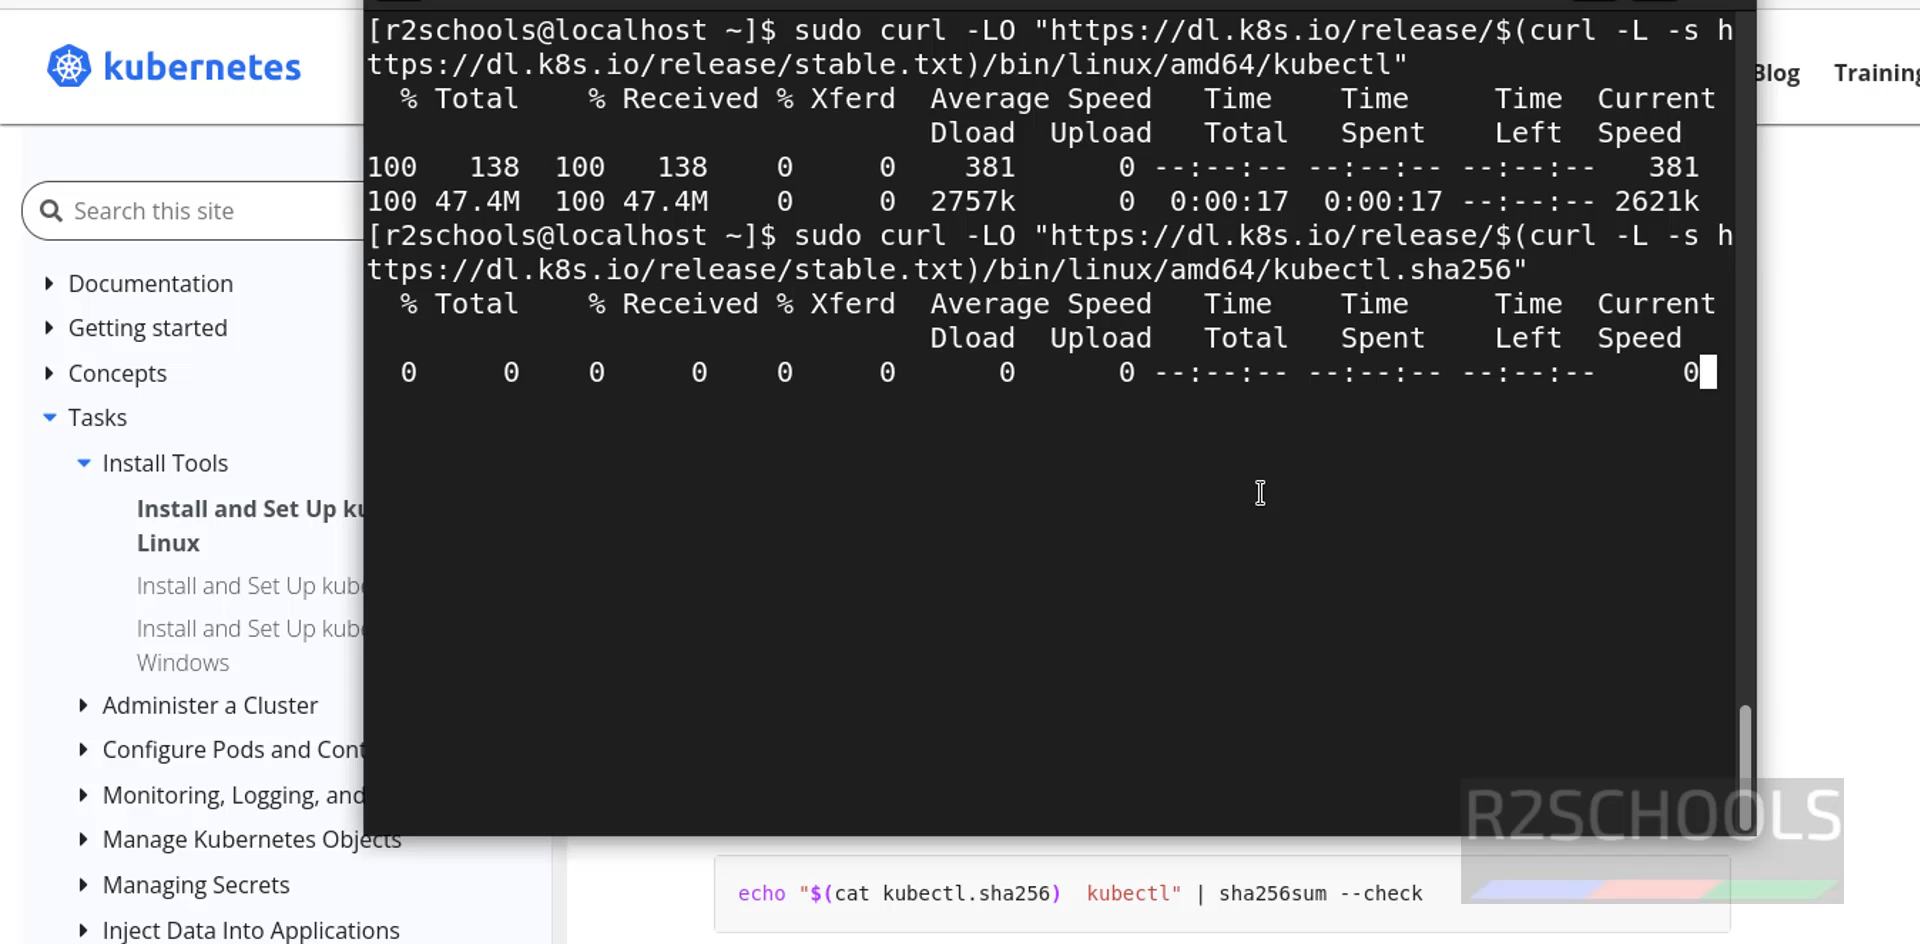 [r2schools@localhost ~]$ sudo curl -LO "https://dl.k8s.io/release/$(curl -L -s h
ttps://dl.k8s.io/release/stable.txt)/bin/linux/amd64/kubectl"
% Total % Received % Xferd Average Speed Time Time Time Current
Dload Upload Total Spent Left Speed
100 138 100 138 0 0 381 0 --:--:-- --:--:-- --:--:-- 381
100 47.4M 100 47.4M 0 0 2757k 0 0:00:17 0:00:17 --:--:-- 2621k
[r2schools@localhost ~]$ sudo curl -LO "https://dl.k8s.io/release/$(curl -L -s h
ttps://dl.k8s.io/release/stable.txt)/bin/linux/amd64/kubectl.sha256"
% Total % Received % Xferd Average Speed Time Time Time Current
Dload Upload Total Spent Left Speed
0 0 0 0 0 0 0 0 --:--:-- --:--:-- --:--:-- 0
kubernetes
Blog Training
Search this site
Documentation
Getting started
Concepts
Tasks
Install Tools
Install and Set Up ku
Linux
Install and Set Up kube
Install and Set Up kube
Windows
Administer a Cluster
Configure Pods and Cont
Monitoring, Logging, and
Manage Kubernetes Objects
Managing Secrets
Inject Data Into Applications
echo "$(cat kubectl.sha256)  kubectl" | sha256sum --check
R2SCHOOLS